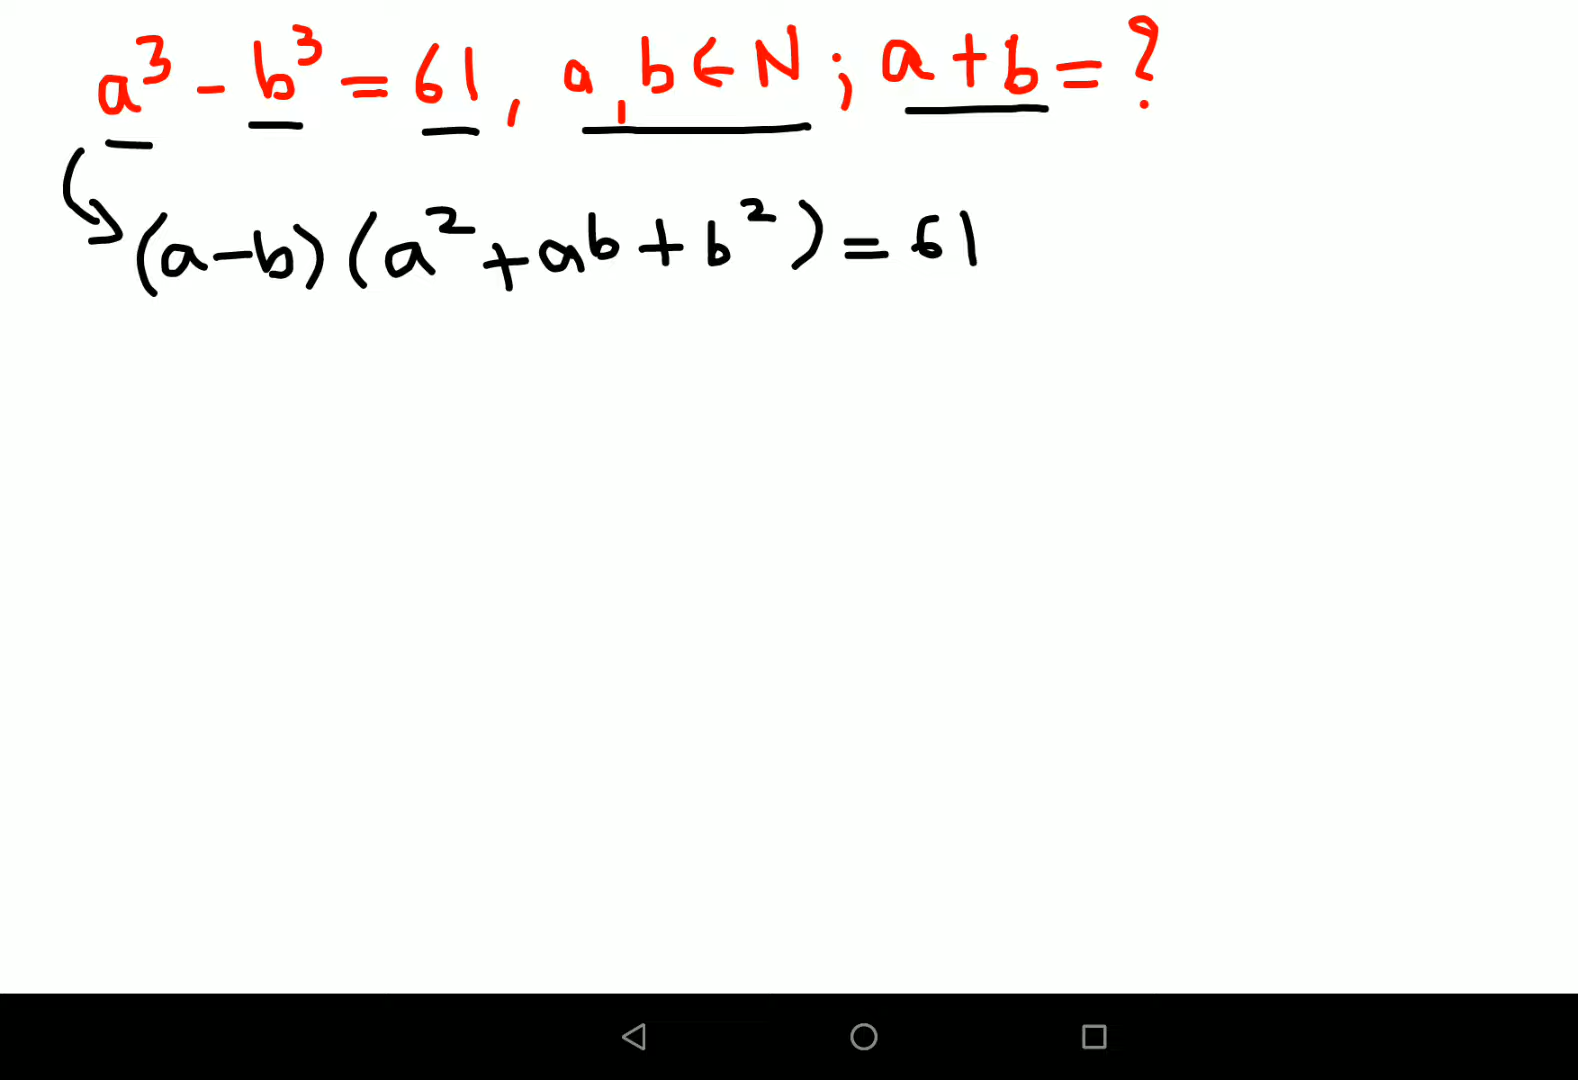 a³ - b³ = 61, a, b ∈ N; a + b = ?
(a - b) (a² + ab + b²) = 61